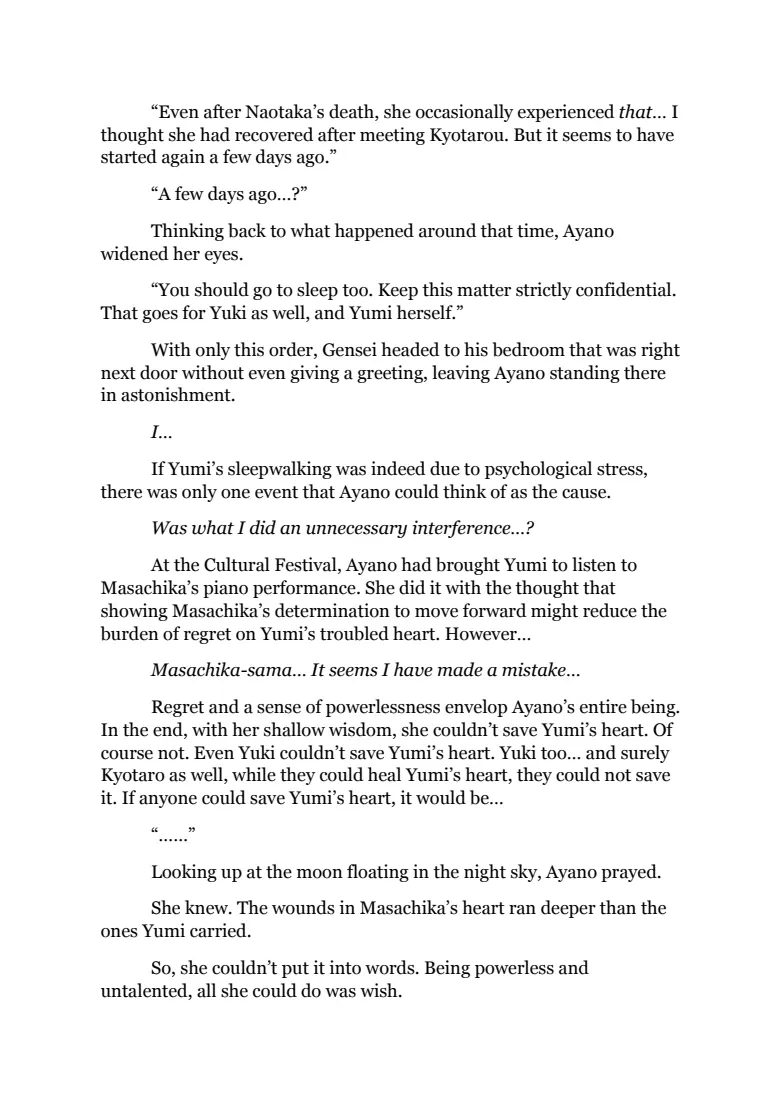 “Even after Naotaka’s death, she occasionally experienced that... I
thought she had recovered after meeting Kyotarou. But it seems to have
started again a few days ago.”
“A few days ago...?”
Thinking back to what happened around that time, Ayano
widened her eyes.
“You should go to sleep too. Keep this matter strictly confidential.
That goes for Yuki as well, and Yumi herself.”
With only this order, Gensei headed to his bedroom that was right
next door without even giving a greeting, leaving Ayano standing there
in astonishment.
I...
If Yumi’s sleepwalking was indeed due to psychological stress,
there was only one event that Ayano could think of as the cause.
Was what I did an unnecessary interference...?
At the Cultural Festival, Ayano had brought Yumi to listen to
Masachika’s piano performance. She did it with the thought that
showing Masachika’s determination to move forward might reduce the
burden of regret on Yumi’s troubled heart. However...
Masachika-sama... It seems I have made a mistake...
Regret and a sense of powerlessness envelop Ayano’s entire being.
In the end, with her shallow wisdom, she couldn’t save Yumi’s heart. Of
course not. Even Yuki couldn’t save Yumi’s heart. Yuki too... and surely
Kyotaro as well, while they could heal Yumi’s heart, they could not save
it. If anyone could save Yumi’s heart, it would be...
“......”
Looking up at the moon floating in the night sky, Ayano prayed.
She knew. The wounds in Masachika’s heart ran deeper than the
ones Yumi carried.
So, she couldn’t put it into words. Being powerless and
untalented, all she could do was wish.